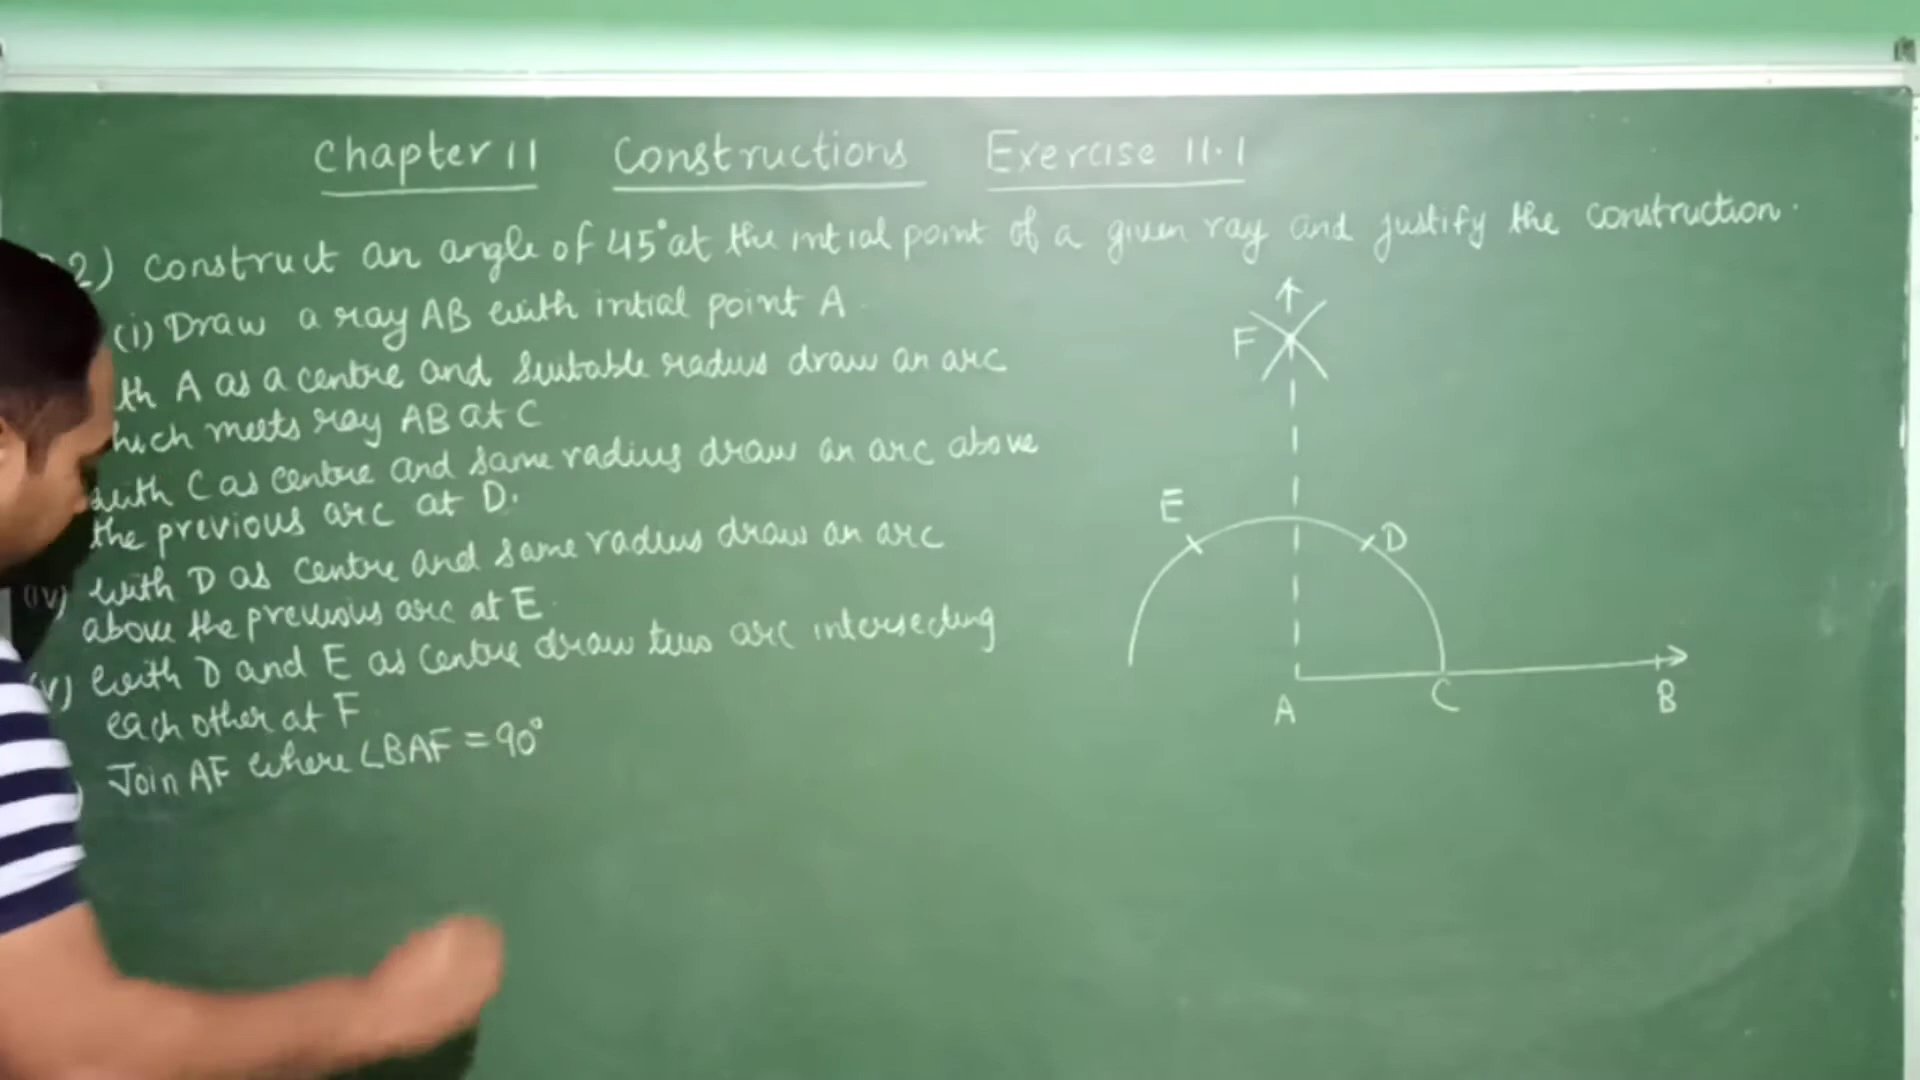 Chapter 11 Constructions Exercise 11.1
2) Construct an angle of 45° at the intial point of a given ray and justify the construction.
(i) Draw a ray AB with intial point A.
th A as a centre and suitable radius draw an arc
hich meets ray AB at C
with C as centre and same radius draw an arc above
the previous arc at D.
(iv) with D as centre and same radius draw an arc
above the previous arc at E.
(v) with D and E as centre draw two arc intersecting
each other at F
Join AF where ∠BAF = 90°
F
E
D
A
C
B